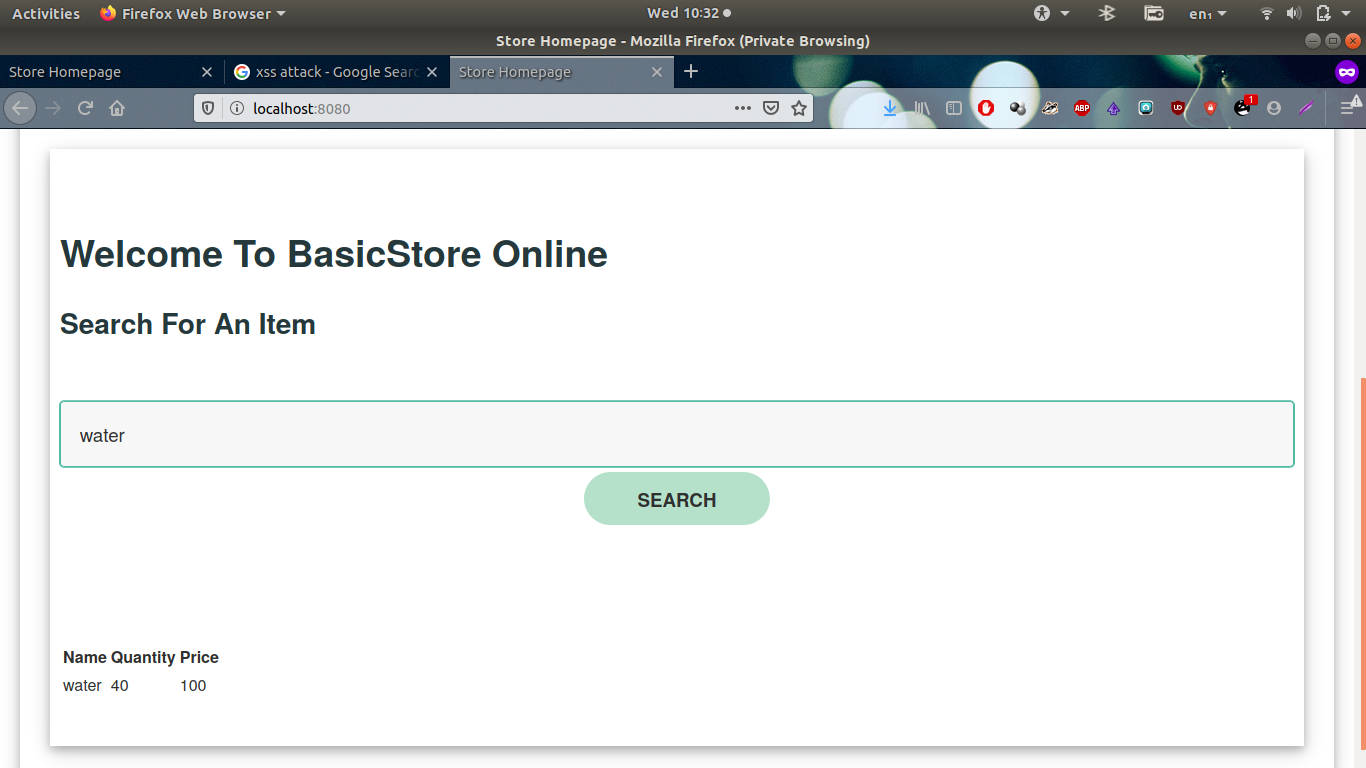 Activities Firefox Web Browser Wed 10:32 en₁
Store Homepage - Mozilla Firefox (Private Browsing)
Store Homepage xss attack - Google Searc Store Homepage
localhost:8080 ABP UD 1
Welcome To BasicStore Online
Search For An Item
water
SEARCH
Name Quantity Price
water 40 100